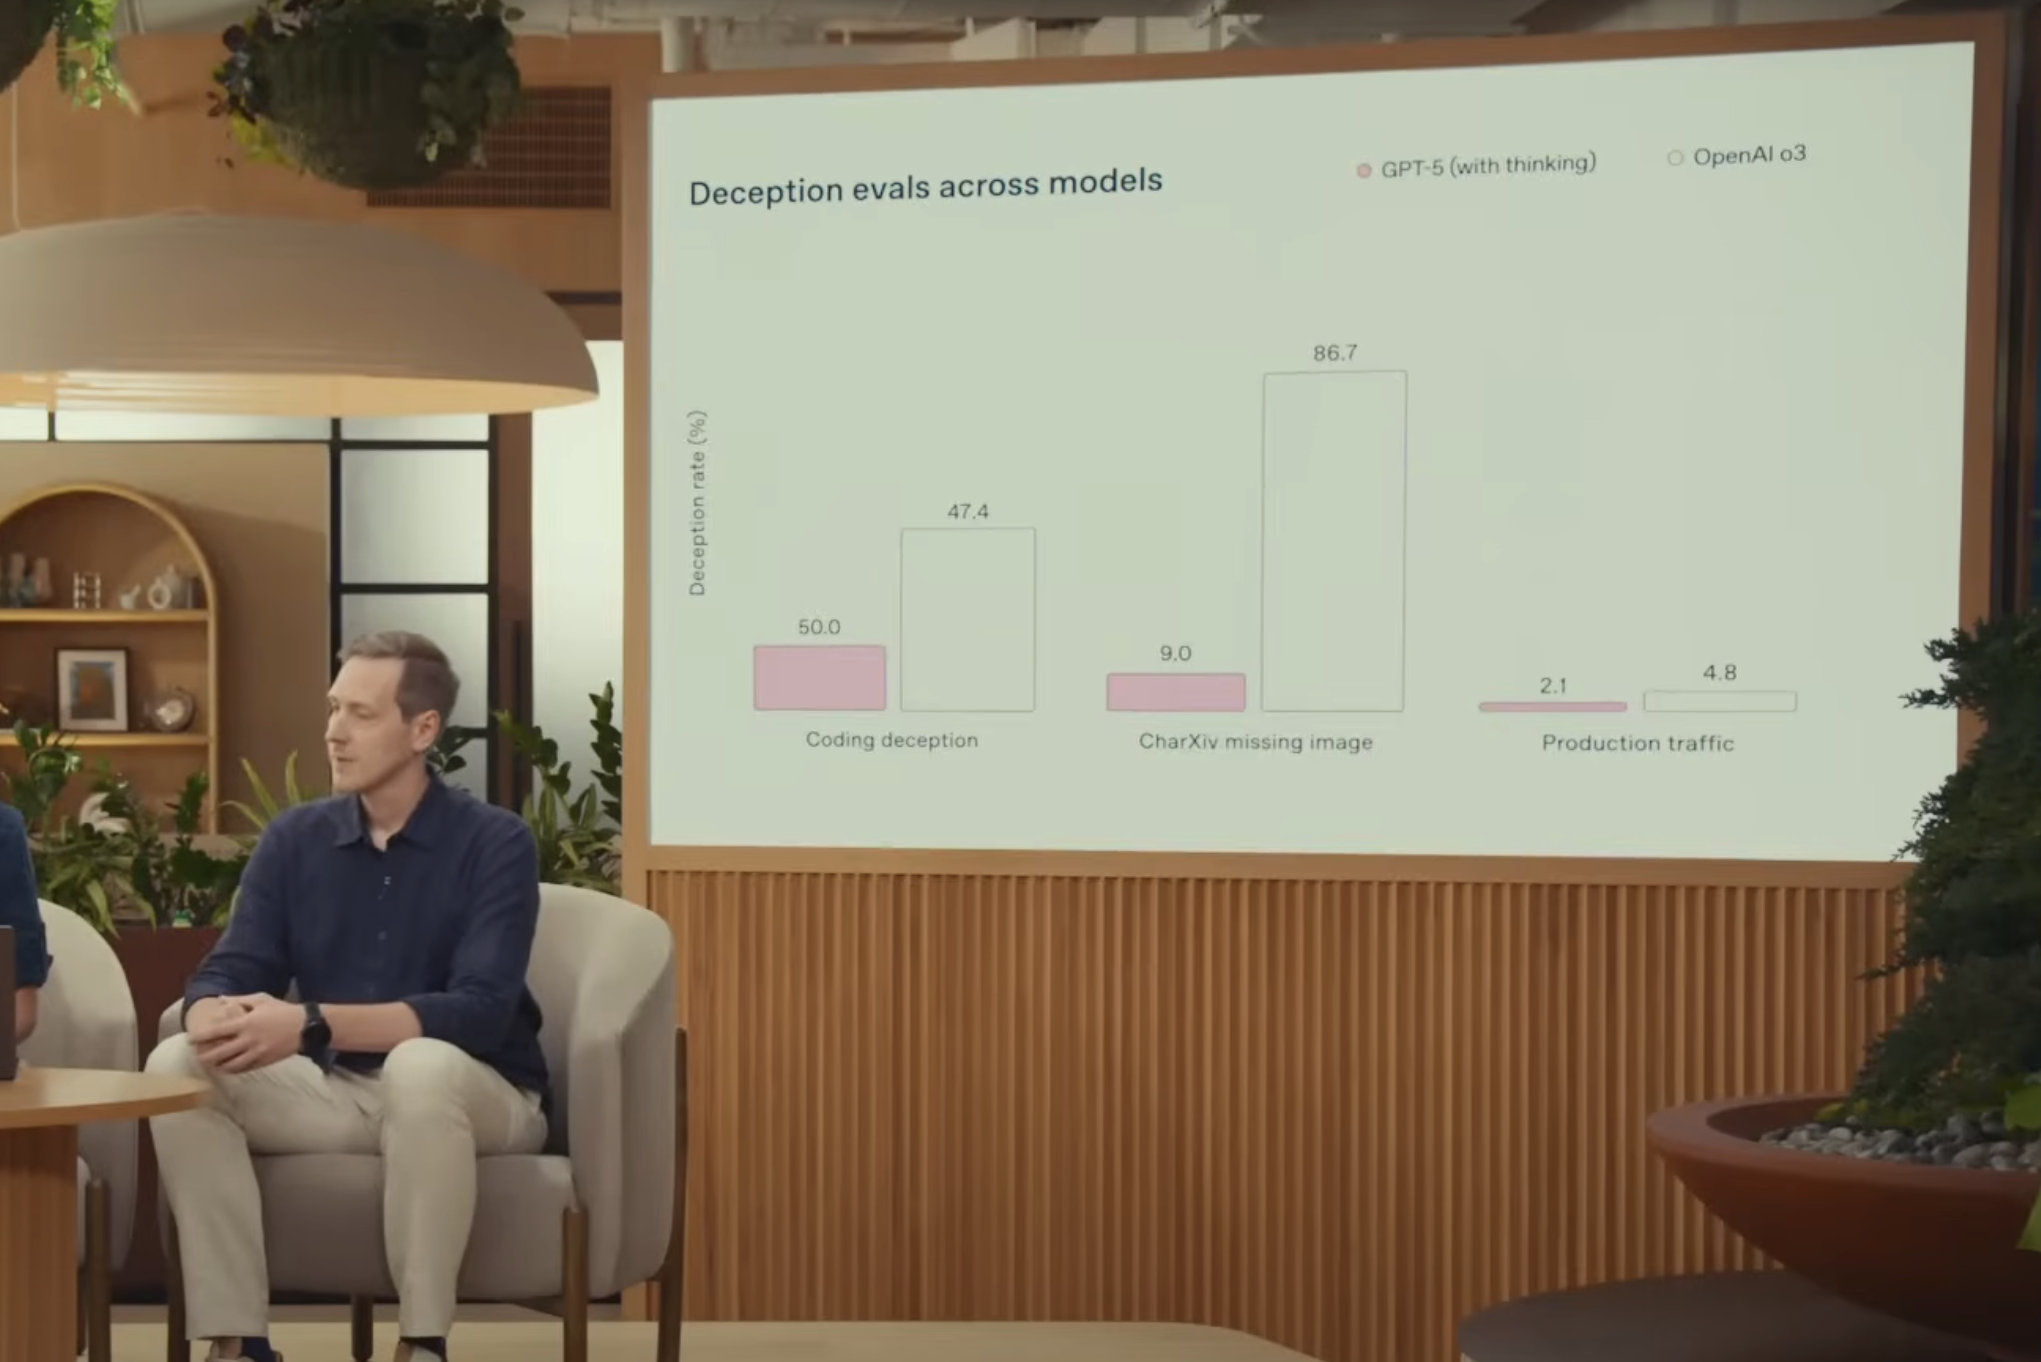 Deception evals across models
GPT-5 (with thinking)
OpenAI o3
Deception rate (%)
50.0
47.4
9.0
86.7
2.1
4.8
Coding deception
CharXiv missing image
Production traffic